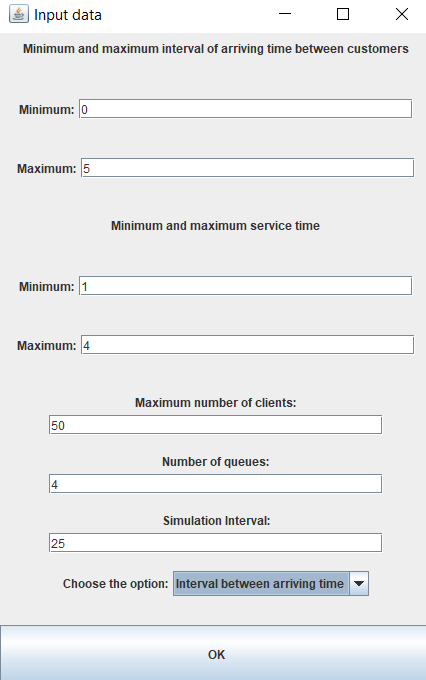 Input data
Minimum and maximum interval of arriving time between customers
Minimum: 0
Maximum: 5
Minimum and maximum service time
Minimum: 1
Maximum: 4
Maximum number of clients:
50
Number of queues:
4
Simulation Interval:
25
Choose the option: Interval between arriving time
OK